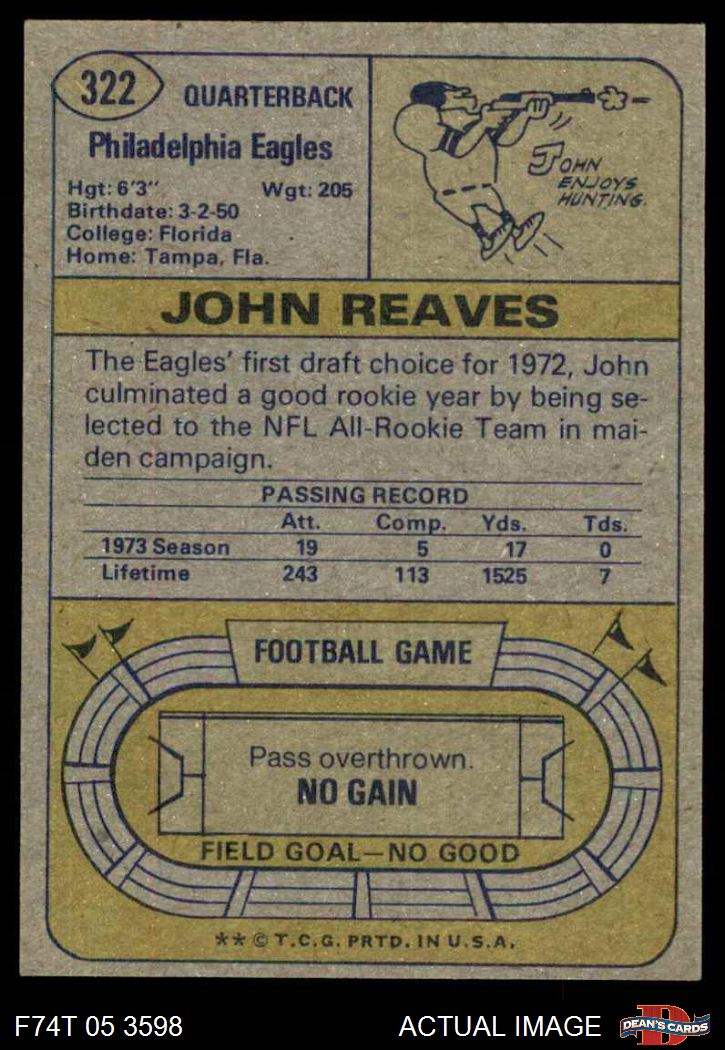 322
QUARTERBACK
Philadelphia Eagles
Hgt: 6'3" Wgt: 205
Birthdate: 3-2-50
College: Florida
Home: Tampa, Fla.
JOHN
ENJOYS
HUNTING.
JOHN REAVES
The Eagles' first draft choice for 1972, John
culminated a good rookie year by being se-
lected to the NFL All-Rookie Team in mai-
den campaign.
PASSING RECORD
Att. Comp. Yds. Tds.
1973 Season 19 5 17 0
Lifetime 243 113 1525 7
FOOTBALL GAME
Pass overthrown.
NO GAIN
FIELD GOAL—NO GOOD
** © T.C.G. PRTD. IN U.S.A.
F74T 05 3598 ACTUAL IMAGE
D
DEAN'S CARDS